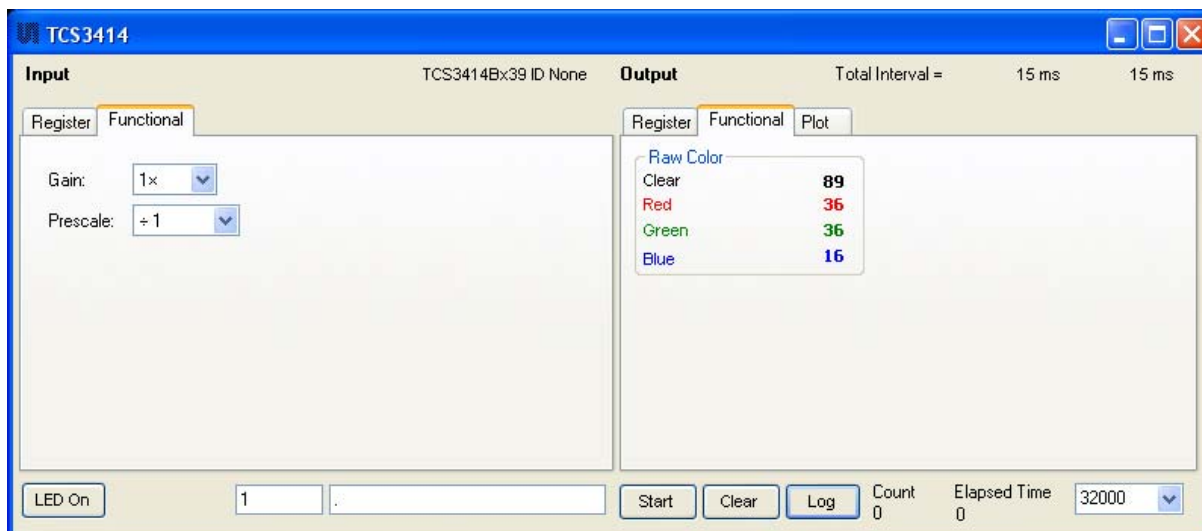 TCS3414
Input TCS3414Bx39 ID None
Register Functional
Gain: 1×
Prescale: ÷ 1
LED On 1 .
Output Total Interval = 15 ms 15 ms
Register Functional Plot
Raw Color
Clear 89
Red 36
Green 36
Blue 16
Start Clear Log Count 0 Elapsed Time 0 32000